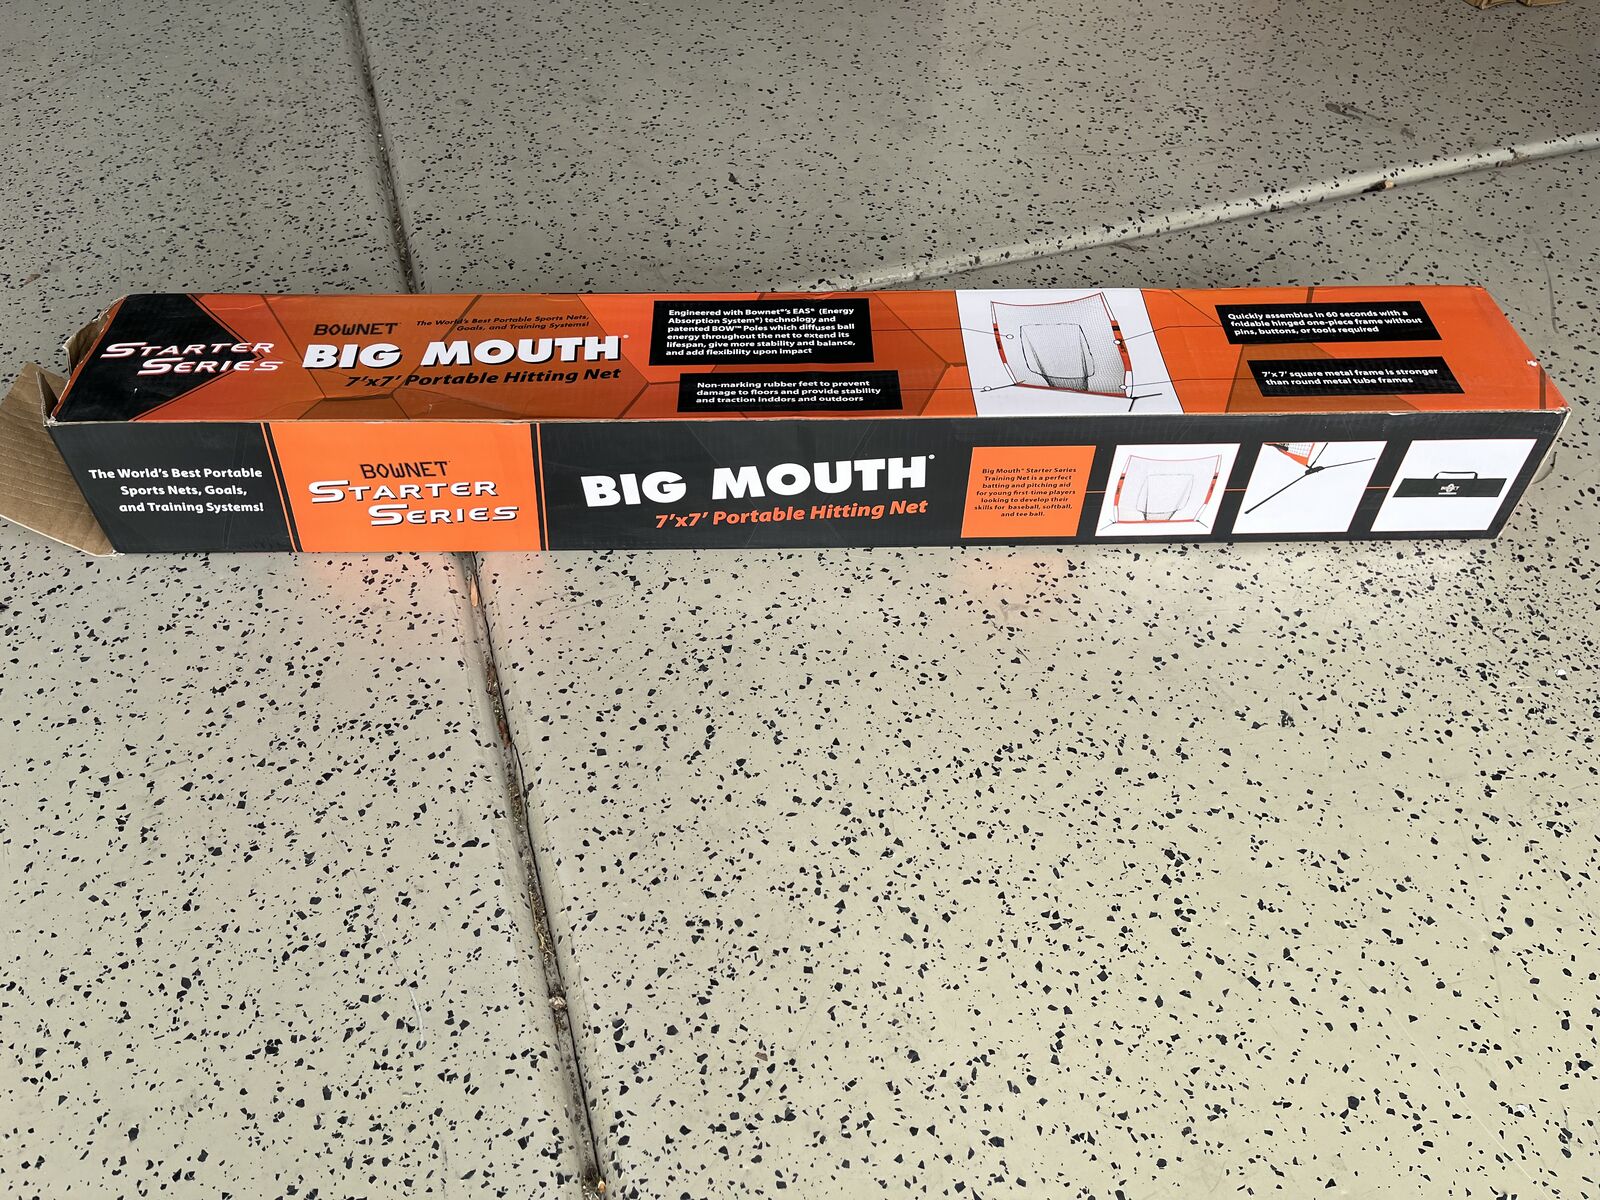 STARTER
SERIES
BOWNET
The World's Best Portable Sports Nets,
Goals, and Training Systems!
BIG MOUTH®
7'x7' Portable Hitting Net
Engineered with Bownet®'s EAS® (Energy
Absorption System) technology and
patented BOW™ Poles which diffuses ball
energy throughout the net to extend its
lifespan, give more stability and balance,
and add flexibility upon impact
Non-marking rubber feet to prevent
damage to floors and provide stability
and traction inddors and outdoors
Quickly assembles in 60 seconds with a
fridable hinged one-piece frame without
pins, buttons, or tools required
7'x 7' square metal frame is stronger
than round metal tube frames
The World's Best Portable
Sports Nets, Goals,
and Training Systems!
BOWNET
STARTER
SERIES
BIG MOUTH®
7'x7' Portable Hitting Net
Big Mouth® Starter Series
Training Net is a perfect
batting and pitching aid
for young first-time players
looking to develop their
skills for baseball, softball,
and tee ball.